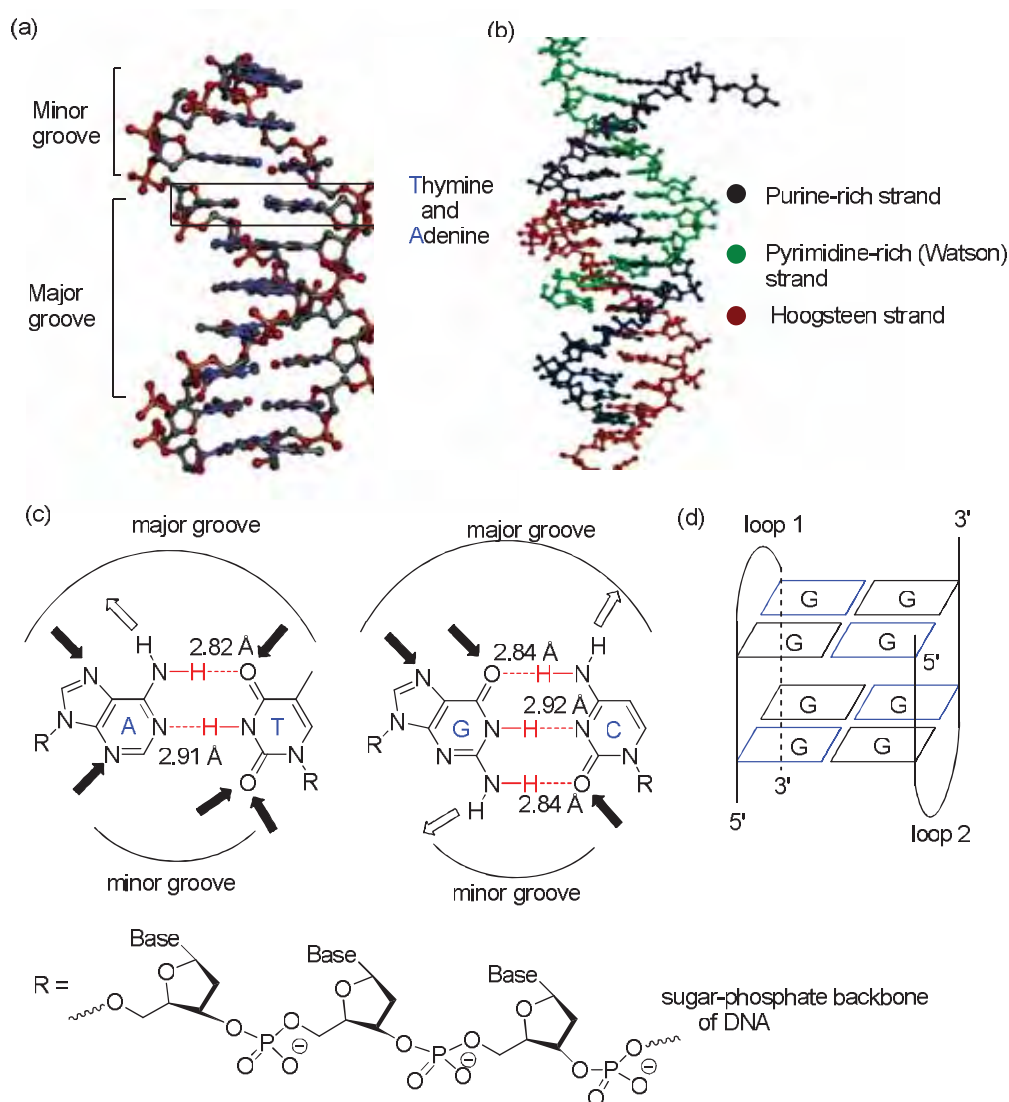 (a)
Minor
groove
Major
groove
Thymine
and
Adenine
(b)
Purine-rich strand
Pyrimidine-rich (Watson)
strand
Hoogsteen strand
(c)
major groove
H
2.82 Å
N
H
O
N
N
A
N
H
N
T
N
N
R
2.91 Å
N
R
O
minor groove
major groove
H
2.84 Å
O
H
N
N
2.92 Å
N
G
N
H
N
C
N
N
R
N
H
O
R
H
2.84 Å
minor groove
(d)
loop 1
3'
G
G
G
G
5'
G
G
G
G
3'
5'
loop 2
R =
Base
Base
Base
O
O
O
O
O
P
O
O
O
O
P
O
O
O
O
P
O
O
O
sugar-phosphate backbone
of DNA